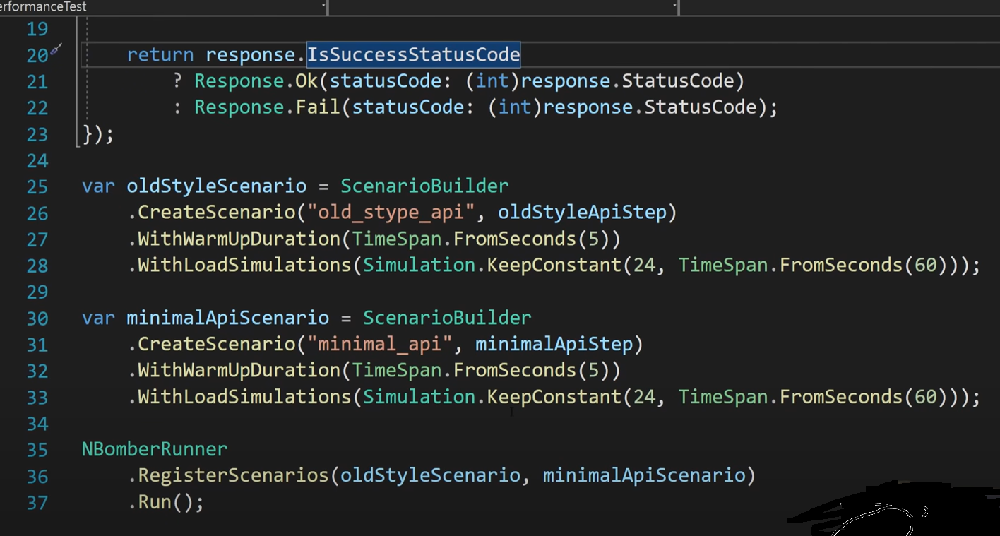 erformanceTest
19
20 return response.IsSuccessStatusCode
21 ? Response.Ok(statusCode: (int)response.StatusCode)
22 : Response.Fail(statusCode: (int)response.StatusCode);
23 });
24
25 var oldStyleScenario = ScenarioBuilder
26 .CreateScenario("old_stype_api", oldStyleApiStep)
27 .WithWarmUpDuration(TimeSpan.FromSeconds(5))
28 .WithLoadSimulations(Simulation.KeepConstant(24, TimeSpan.FromSeconds(60)));
29
30 var minimalApiScenario = ScenarioBuilder
31 .CreateScenario("minimal_api", minimalApiStep)
32 .WithWarmUpDuration(TimeSpan.FromSeconds(5))
33 .WithLoadSimulations(Simulation.KeepConstant(24, TimeSpan.FromSeconds(60)));
34
35 NBomberRunner
36 .RegisterScenarios(oldStyleScenario, minimalApiScenario)
37 .Run();